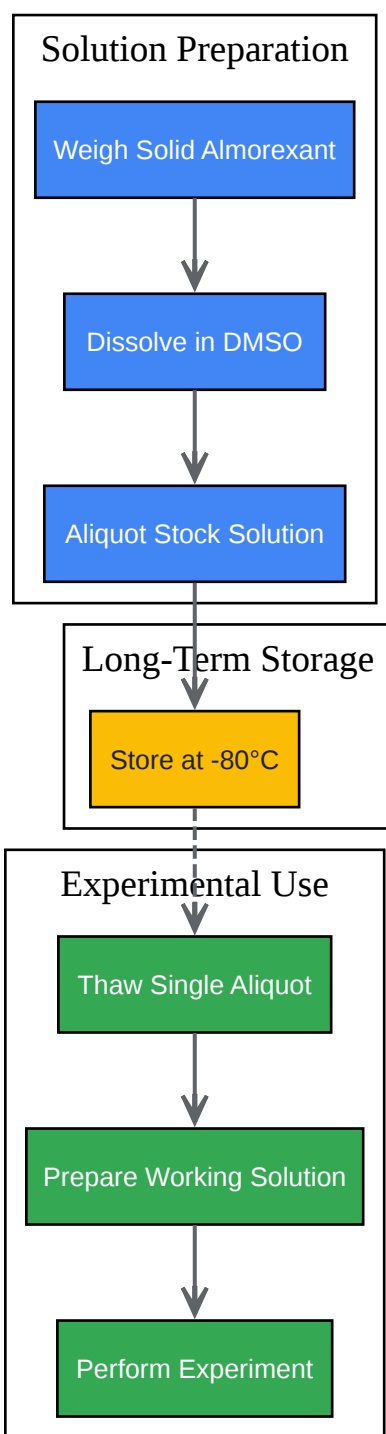 Solution Preparation
Weigh Solid Almorexant
Dissolve in DMSO
Aliquot Stock Solution
Long-Term Storage
Store at -80°C
Experimental Use
Thaw Single Aliquot
Prepare Working Solution
Perform Experiment